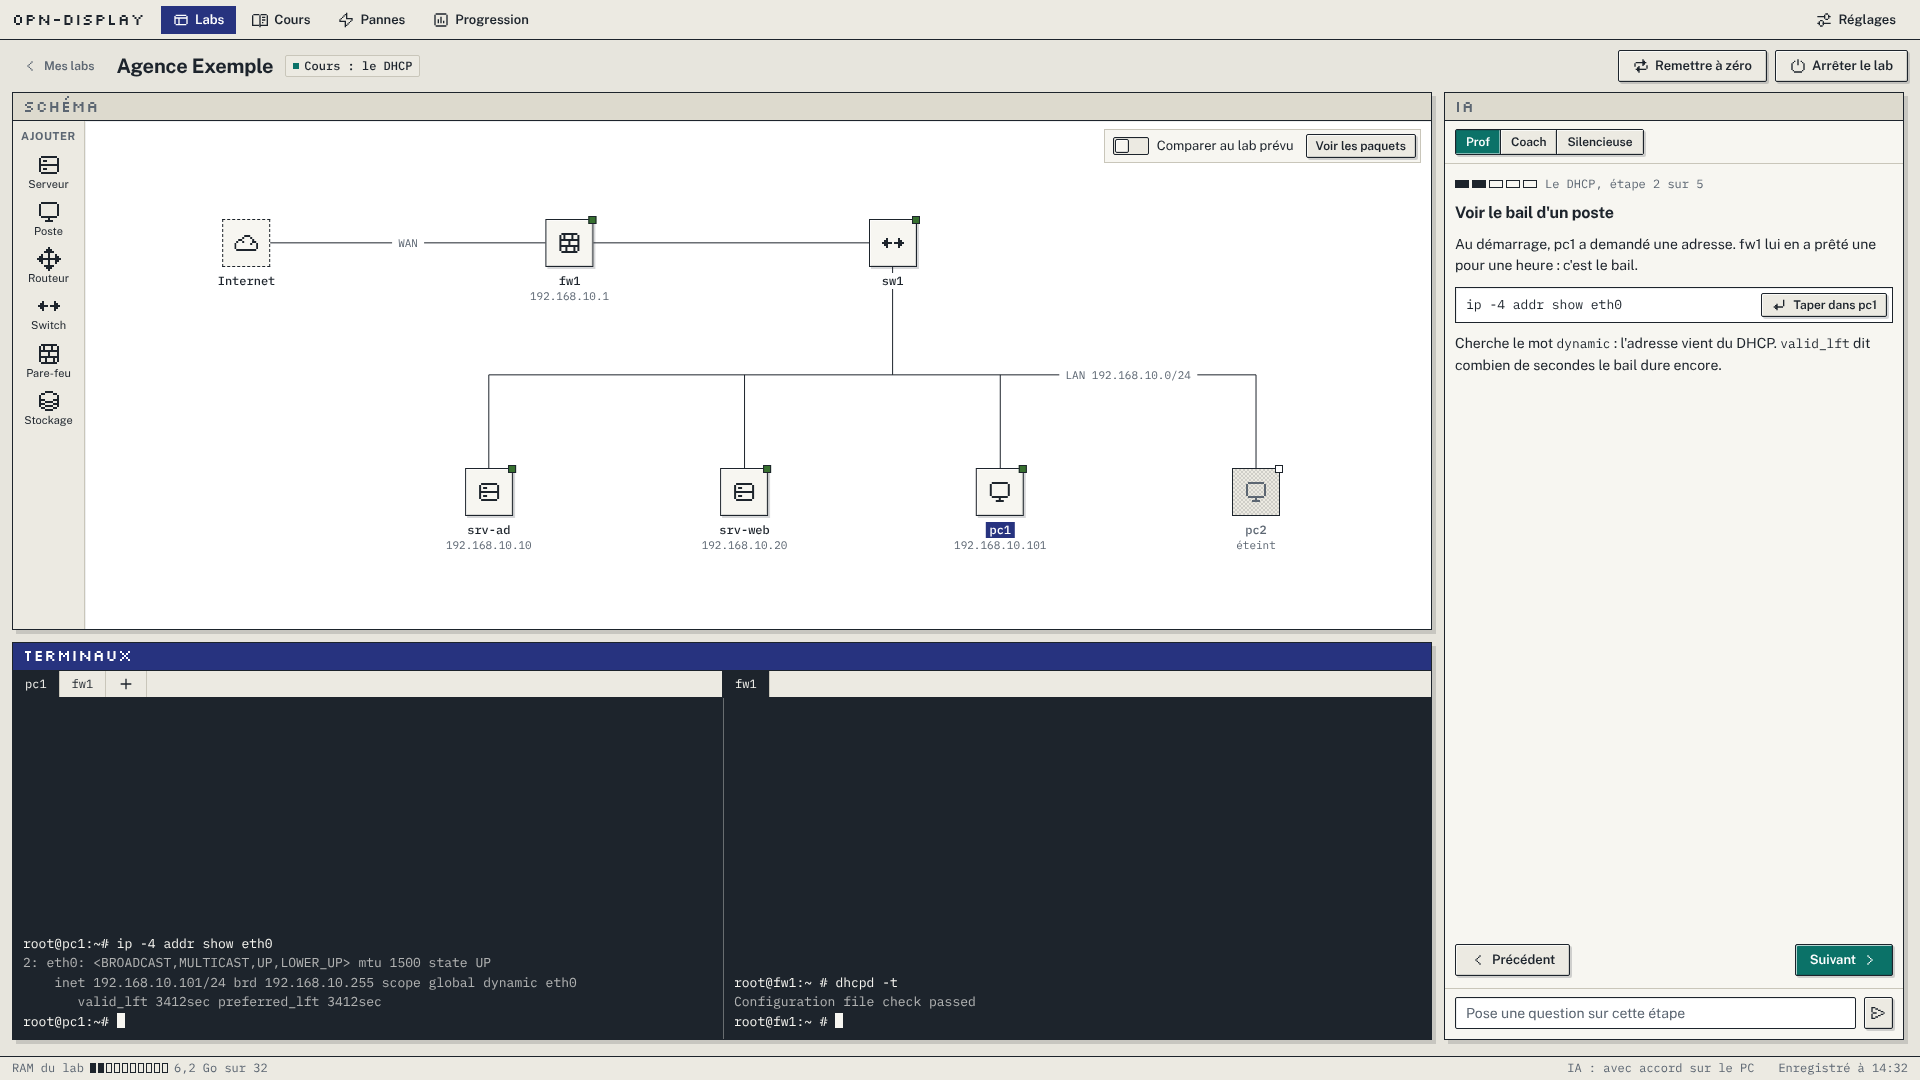 OPN-DISPLAY
Labs
Cours
Pannes
Progression
Réglages
Mes labs
Agence Exemple
Cours : le DHCP
Remettre à zéro
Arrêter le lab
SCHÉMA
AJOUTER
Serveur
Poste
Routeur
Switch
Pare-feu
Stockage
Comparer au lab prévu
Voir les paquets
WAN
Internet
fw1
192.168.10.1
sw1
LAN 192.168.10.0/24
srv-ad
192.168.10.10
srv-web
192.168.10.20
pc1
192.168.10.101
pc2
éteint
TERMINAUX
pc1
fw1
+
root@pc1:~# ip -4 addr show eth0
2: eth0: <BROADCAST,MULTICAST,UP,LOWER_UP> mtu 1500 state UP
inet 192.168.10.101/24 brd 192.168.10.255 scope global dynamic eth0
valid_lft 3412sec preferred_lft 3412sec
root@pc1:~#
fw1
root@fw1:~ # dhcpd -t
Configuration file check passed
root@fw1:~ #
IA
Prof
Coach
Silencieuse
Le DHCP, étape 2 sur 5
Voir le bail d'un poste
Au démarrage, pc1 a demandé une adresse. fw1 lui en a prêté une
pour une heure : c'est le bail.
ip -4 addr show eth0
Taper dans pc1
Cherche le mot dynamic : l'adresse vient du DHCP. valid_lft dit
combien de secondes le bail dure encore.
Précédent
Suivant
Pose une question sur cette étape
RAM du lab
6,2 Go sur 32
IA : avec accord sur le PC
Enregistré à 14:32